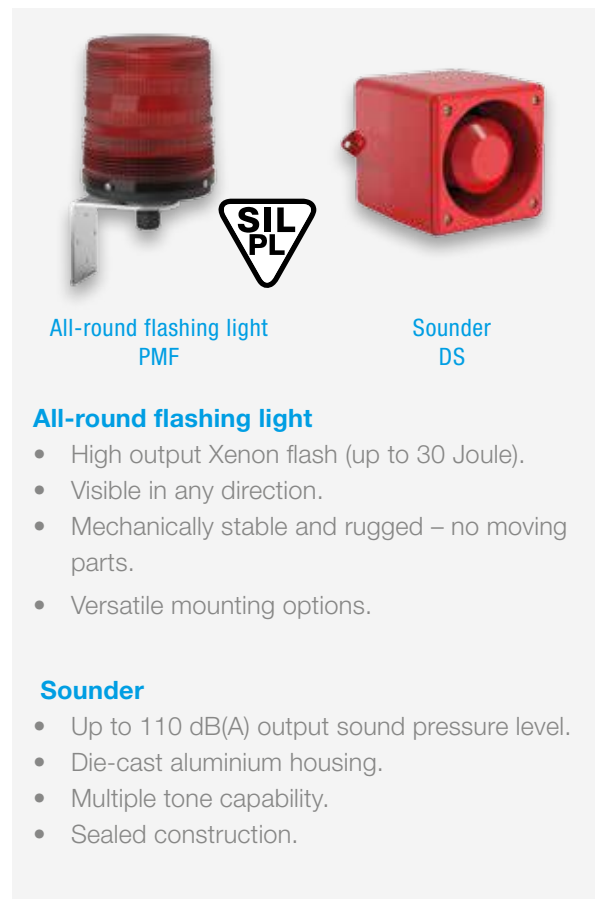 SIL
PL
All-round flashing light
PMF
Sounder
DS
All-round flashing light
• High output Xenon flash (up to 30 Joule).
• Visible in any direction.
• Mechanically stable and rugged – no moving
parts.
• Versatile mounting options.
Sounder
• Up to 110 dB(A) output sound pressure level.
• Die-cast aluminium housing.
• Multiple tone capability.
• Sealed construction.